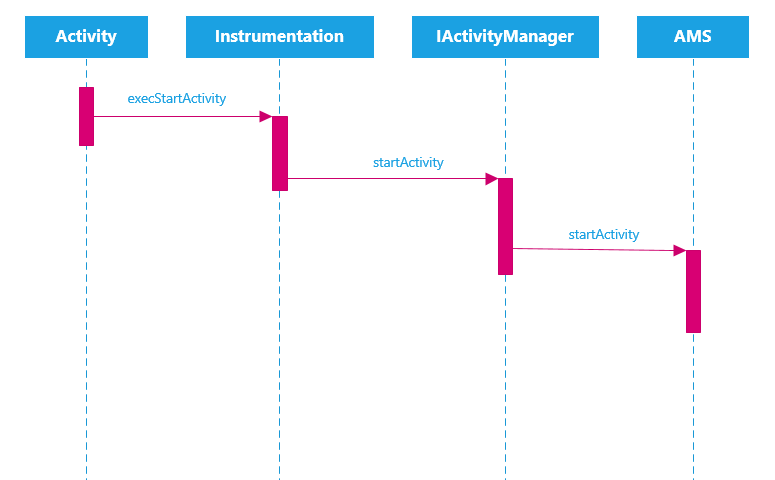 Activity
Instrumentation
IActivityManager
AMS
execStartActivity
startActivity
startActivity